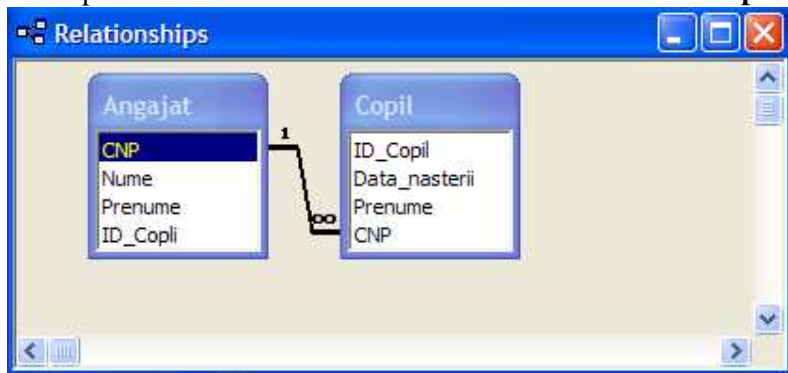 Relationships
Angajat
CNP
Nume
Prenume
ID_Copli
1
∞
Copil
ID_Copil
Data_nasterii
Prenume
CNP